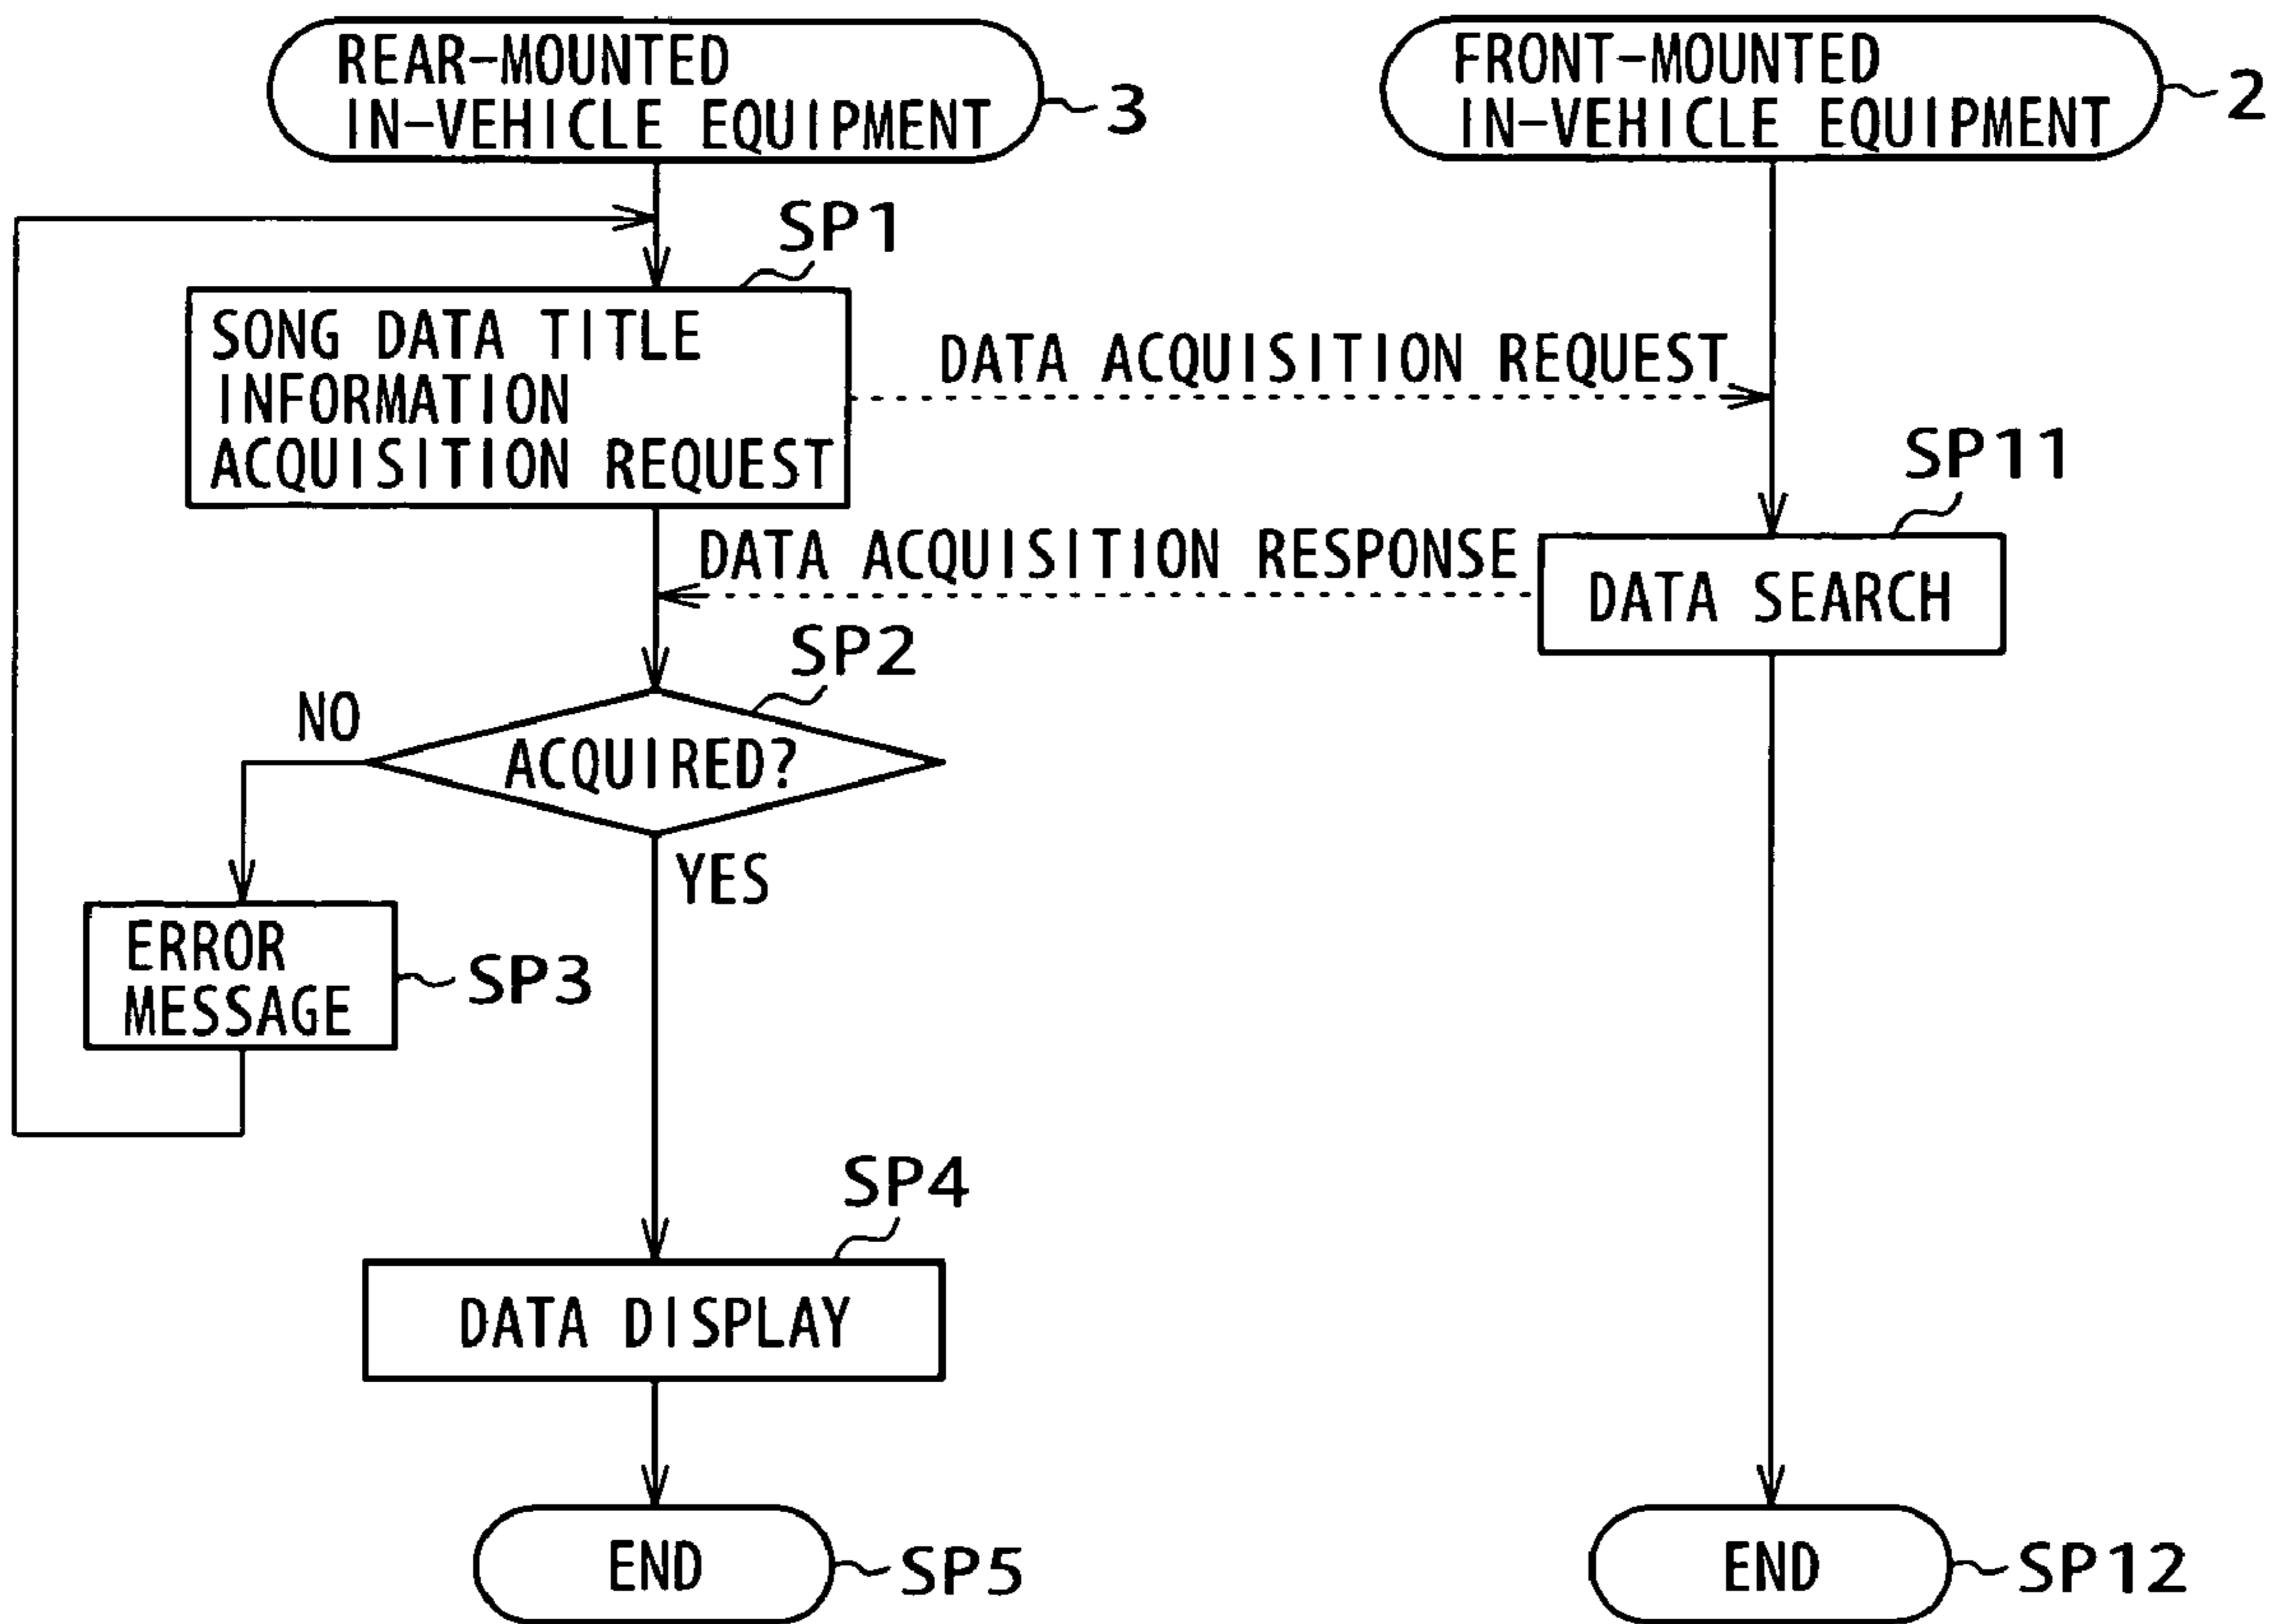 REAR-MOUNTED
IN-VEHICLE EQUIPMENT
3
FRONT-MOUNTED
IN-VEHICLE EQUIPMENT
2
SP1
SONG DATA TITLE
INFORMATION
ACQUISITION REQUEST
DATA ACQUISITION REQUEST
SP11
DATA ACQUISITION RESPONSE
DATA SEARCH
SP2
NO
ACQUIRED?
YES
ERROR
MESSAGE
SP3
SP4
DATA DISPLAY
END
SP5
END
SP12